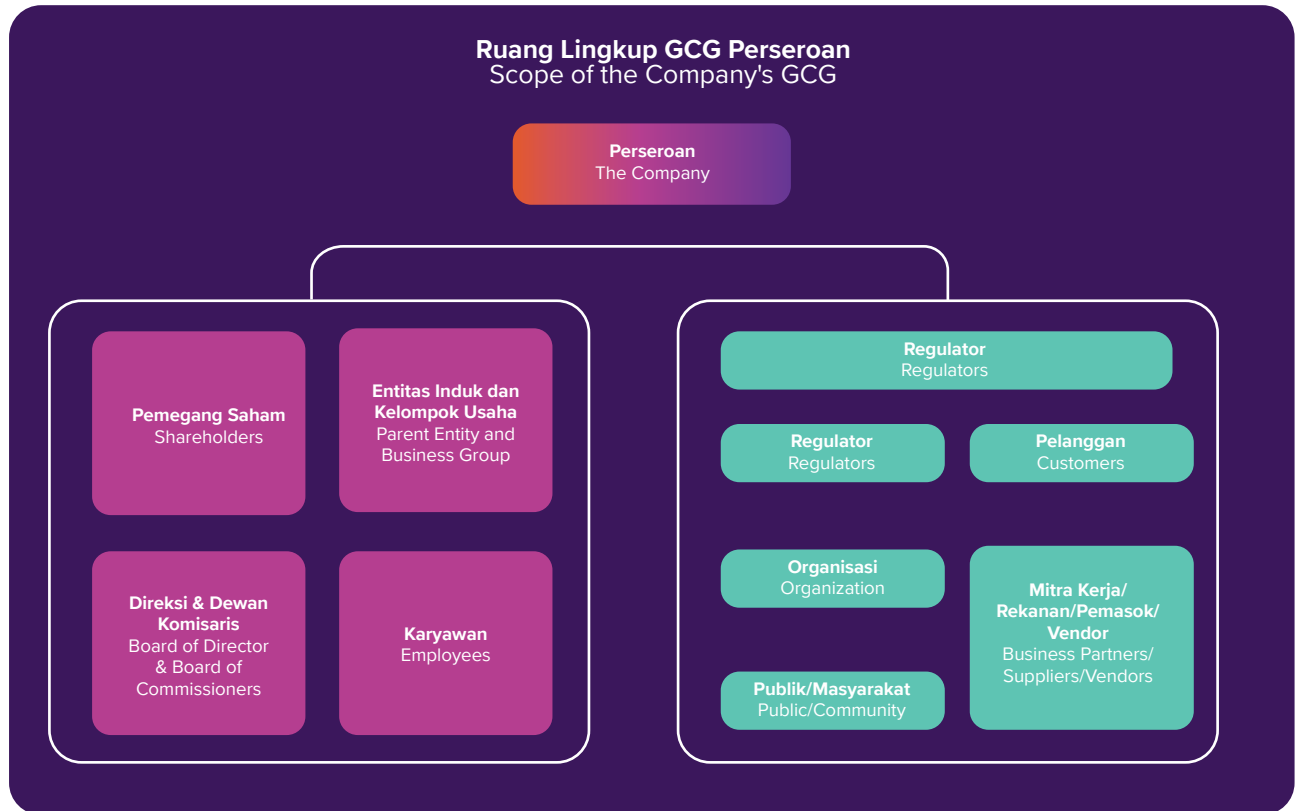 Ruang Lingkup GCG Perseroan
Scope of the Company's GCG
Perseroan
The Company
Pemegang Saham
Shareholders
Entitas Induk dan
Kelompok Usaha
Parent Entity and
Business Group
Direksi & Dewan
Komisaris
Board of Director
& Board of
Commissioners
Karyawan
Employees
Regulator
Regulators
Regulator
Regulators
Pelanggan
Customers
Organisasi
Organization
Mitra Kerja/
Rekanan/Pemasok/
Vendor
Business Partners/
Suppliers/Vendors
Publik/Masyarakat
Public/Community